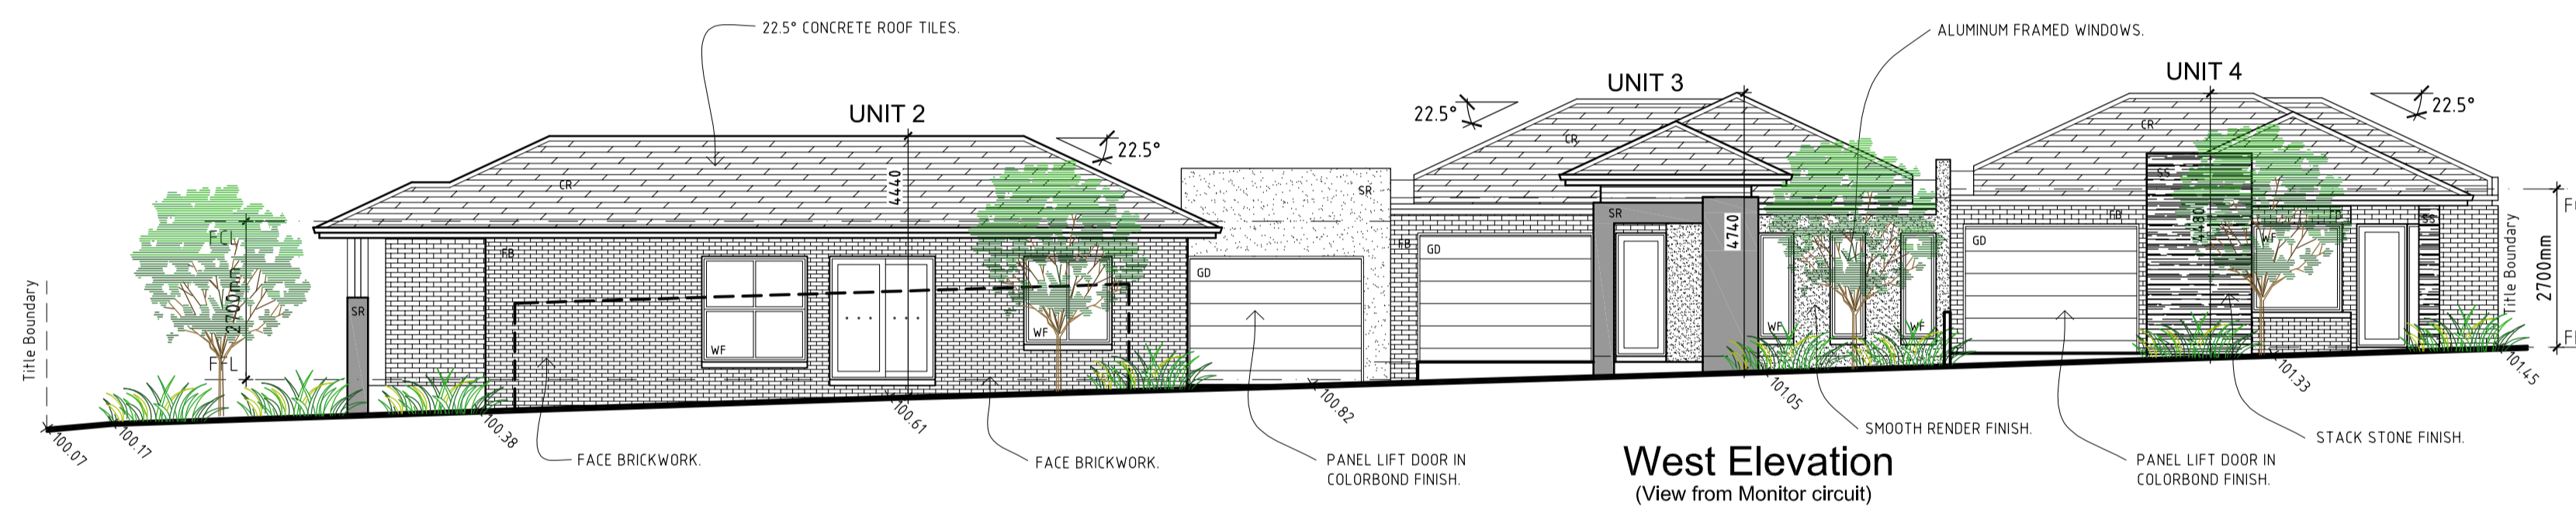 22.5° CONCRETE ROOF TILES.
ALUMINUM FRAMED WINDOWS.
UNIT 2
UNIT 3
UNIT 4
22.5°
22.5°
22.5°
CR
CR
CR
4440
4740
4480
SR
SR
SR
SS
SS
FB
FB
FB
FB
FCL
2700mm
FFL
GD
GD
GD
WF
WF
WF
WF
WF
2700mm
Title Boundary
Title Boundary
100.07
100.17
100.38
100.61
100.82
101.05
101.33
101.45
FACE BRICKWORK.
FACE BRICKWORK.
PANEL LIFT DOOR IN
COLORBOND FINISH.
SMOOTH RENDER FINISH.
PANEL LIFT DOOR IN
COLORBOND FINISH.
STACK STONE FINISH.
West Elevation
(View from Monitor circuit)